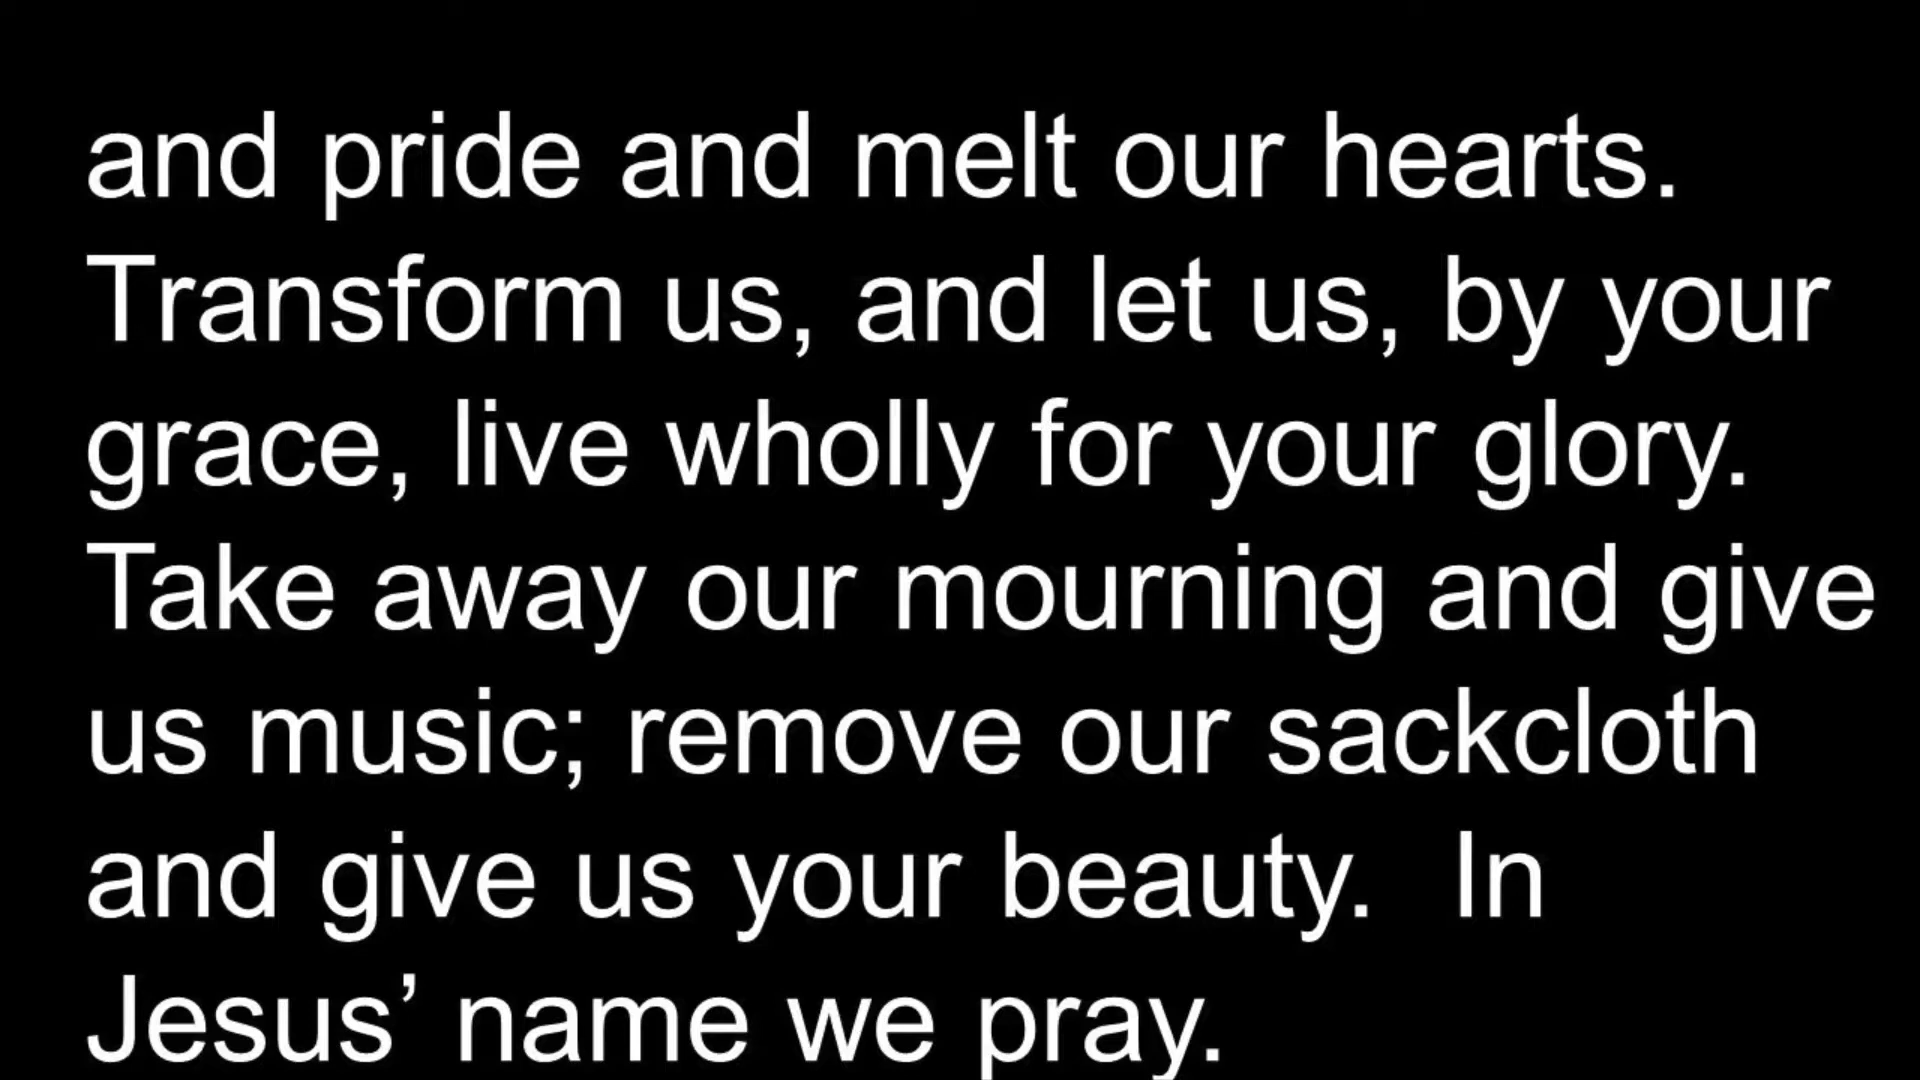 and pride and melt our hearts.
Transform us, and let us, by your
grace, live wholly for your glory.
Take away our mourning and give
us music; remove our sackcloth
and give us your beauty.  In
Jesus’ name we pray.